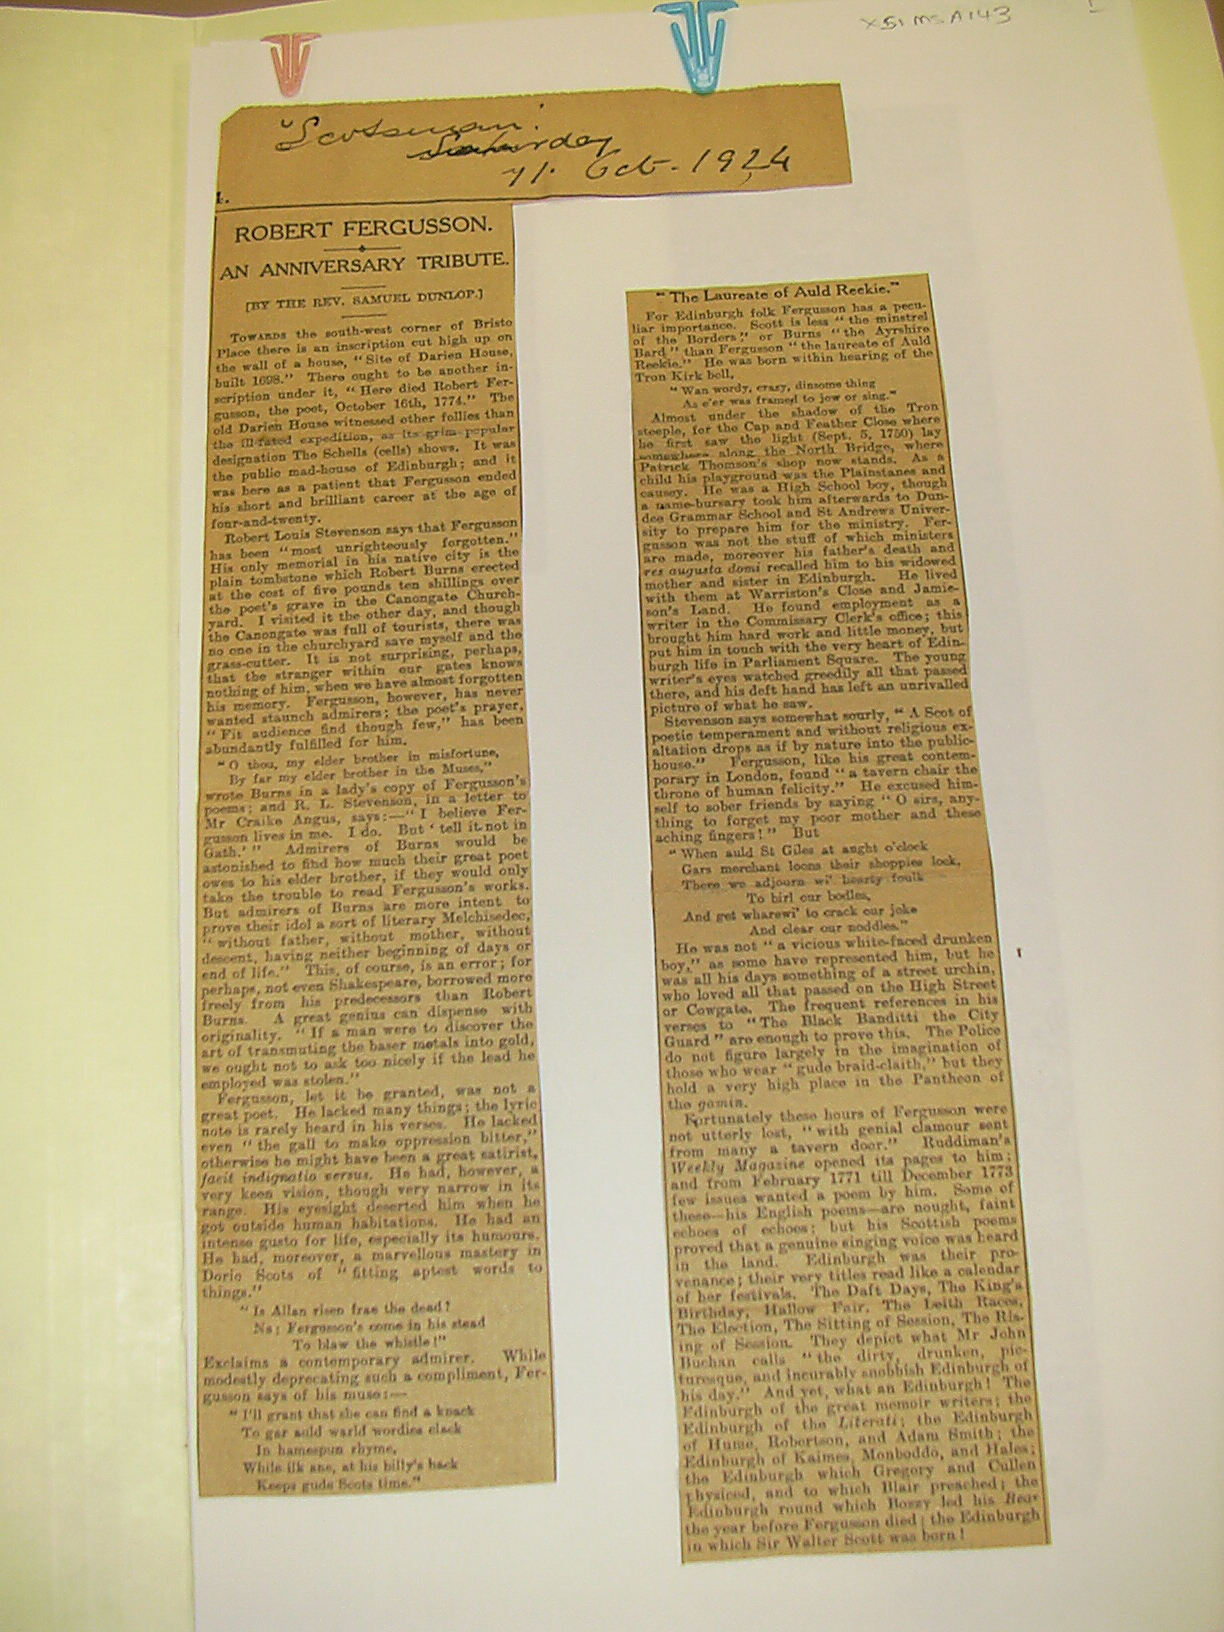 X51 MS A143
"Scotsman"
Saturday
11. Oct. 1924
ROBERT FERGUSSON.
AN ANNIVERSARY TRIBUTE.
[BY THE REV. SAMUEL DUNLOP.]
TOWARDS the south-west corner of Bristo
Place there is an inscription cut high up on
the wall of a house, "Site of Darien House,
built 1698." There ought to be another in-
scription under it, "Here died Robert Fer-
gusson, the poet, October 16th, 1774." The
old Darien House witnessed other follies than
the ill-fated expedition, as its grim popular
designation The Schells (cells) shows. It was
the public mad-house of Edinburgh; and it
was here as a patient that Fergusson ended
his short and brilliant career at the age of
four-and-twenty.
Robert Louis Stevenson says that Fergusson
has been "most unrighteously forgotten."
His only memorial in his native city is the
plain tombstone which Robert Burns erected
at the cost of five pounds ten shillings over
the poet's grave in the Canongate Church-
yard. I visited it the other day, and though
the Canongate was full of tourists, there was
no one in the churchyard save myself and the
grass-cutter. It is not surprising, perhaps,
that the stranger within our gates knows
nothing of him, when we have almost forgotten
his memory. Fergusson, however, has never
wanted staunch admirers; the poet's prayer,
"Fit audience find though few," has been
abundantly fulfilled for him.
"O thou, my elder brother in misfortune,
By far my elder brother in the Muses,"
wrote Burns in a lady's copy of Fergusson's
poems; and R. L. Stevenson, in a letter to
Mr Craike Angus, says:—"I believe Fer-
gusson lives in me. I do. But 'tell it not in
Gath.'" Admirers of Burns would be
astonished to find how much their great poet
owes to his elder brother, if they would only
take the trouble to read Fergusson's works.
But admirers of Burns are more intent to
prove their idol a sort of literary Melchisedec,
"without father, without mother, without
descent, having neither beginning of days or
end of life." This, of course, is an error; for
perhaps, not even Shakespeare, borrowed more
freely from his predecessors than Robert
Burns. A great genius can dispense with
originality. "If a man were to discover the
art of transmuting the baser metals into gold,
we ought not to ask too nicely if the lead he
employed was stolen."
Fergusson, let it be granted, was not a
great poet. He lacked many things; the lyric
note is rarely heard in his verses. He lacked
even "the gall to make oppression bitter,"
otherwise he might have been a great satirist,
facit indignatio versus. He had, however, a
very keen vision, though very narrow in its
range. His eyesight deserted him when he
got outside human habitations. He had an
intense gusto for life, especially its humours.
He had, moreover, a marvellous mastery in
Doric Scots of "fitting aptest words to
things."
"Is Allan risen frae the dead?
Na; Fergusson's come in his stead
To blaw the whistle!"
Exclaims a contemporary admirer. While
modestly deprecating such a compliment, Fer-
gusson says of his muse:—
"I'll grant that she can find a knack
To gar auld warld wordies clack
In hamespun rhyme,
While ilk ane, at his billy's back
Keeps gude Scots time."
"The Laureate of Auld Reekie."
For Edinburgh folk Fergusson has a pecu-
liar importance. Scott is less "the minstrel
of the Borders," or Burns "the Ayrshire
Bard," than Fergusson "the laureate of Auld
Reekie." He was born within hearing of the
Tron Kirk bell,
"Wan wordy, crazy, dinsome thing
As e'er was framed to jow or sing."
Almost under the shadow of the Tron
steeple, for the Cap and Feather Close where
he first saw the light (Sept. 5, 1750) lay
somewhere along the North Bridge, where
Patrick Thomson's shop now stands. As a
child his playground was the Plainstanes and
causey. He was a High School boy, though
a name-bursary took him afterwards to Dun-
dee Grammar School and St Andrews Univer-
sity to prepare him for the ministry. Fer-
gusson was not the stuff of which ministers
are made, moreover his father's death and
res augusta domi recalled him to his widowed
mother and sister in Edinburgh. He lived
with them at Warriston's Close and Jamie-
son's Land. He found employment as a
writer in the Commissary Clerk's office; this
brought him hard work and little money, but
put him in touch with the very heart of Edin-
burgh life in Parliament Square. The young
writer's eyes watched greedily all that passed
there, and his deft hand has left an unrivalled
picture of what he saw.
Stevenson says somewhat sourly, "A Scot of
poetic temperament and without religious ex-
altation drops as if by nature into the public-
house." Fergusson, like his great contem-
porary in London, found "a tavern chair the
throne of human felicity." He excused him-
self to sober friends by saying "O sirs, any-
thing to forget my poor mother and these
aching fingers!" But
"When auld St Giles at aught o'clock
Gars merchant loons their shoppies lock,
There we adjourn wi' hearty foulk
To birl our bodles,
And get wharewi' to crack our joke
And clear our noddles."
He was not "a vicious white-faced drunken
boy," as some have represented him, but he
was all his days something of a street urchin,
who loved all that passed on the High Street
or Cowgate. The frequent references in his
verses to "The Black Banditti the City
Guard" are enough to prove this. The Police
do not figure largely in the imagination of
those who wear "gude braid-claith," but they
hold a very high place in the Pantheon of
the gamin.
Fortunately these hours of Fergusson were
not utterly lost, "with genial clamour sent
from many a tavern door." Ruddiman's
Weekly Magazine opened its pages to him;
and from February 1771 till December 1773
few issues wanted a poem by him. Some of
these—his English poems—are nought, faint
echoes of echoes; but his Scottish poems
proved that a genuine singing voice was heard
in the land. Edinburgh was their pro-
venance; their very titles read like a calendar
of her festivals. The Daft Days, The King's
Birthday, Hallow Fair, The Leith Races,
The Election, The Sitting of Session, The Ris-
ing of Session. They depict what Mr John
Buchan calls "the dirty, drunken, pic-
turesque, and incurably snobbish Edinburgh of
his day." And yet, what an Edinburgh! The
Edinburgh of the great memoir writers; the
Edinburgh of the Literati; the Edinburgh
of Hume, Robertson, and Adam Smith; the
Edinburgh of Kaimes, Monboddo, and Hales;
the Edinburgh which Gregory and Cullen
physiced, and to which Blair preached; the
Edinburgh round which Bozzy led his Bear
the year before Fergusson died; the Edinburgh
in which Sir Walter Scott was born!